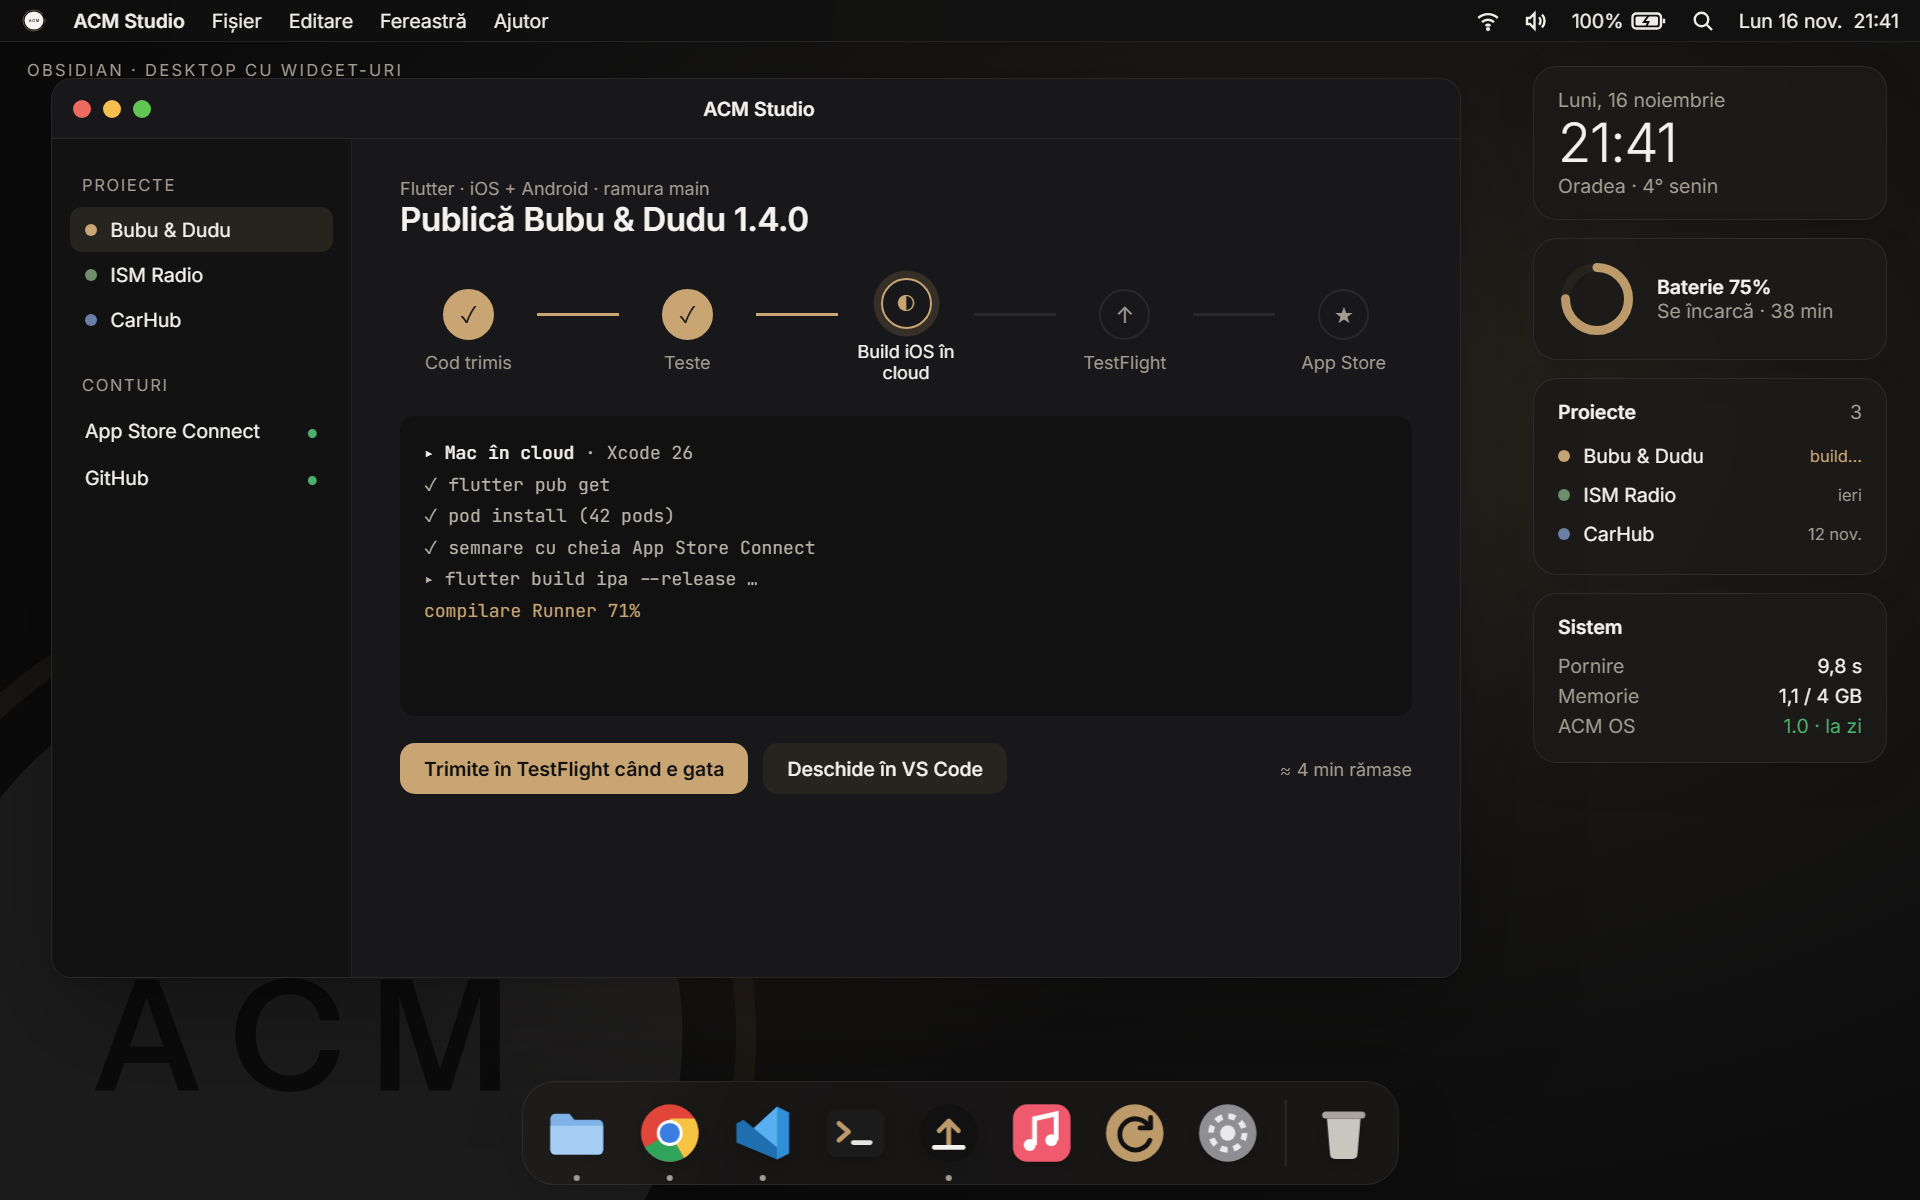 ACM
ACM Studio
Fișier
Editare
Fereastră
Ajutor
100%
Lun 16 nov. 21:41
OBSIDIAN · DESKTOP CU WIDGET-URI
ACM Studio
PROIECTE
Bubu & Dudu
ISM Radio
CarHub
CONTURI
App Store Connect
GitHub
Flutter · iOS + Android · ramura main
Publică Bubu & Dudu 1.4.0
✓
✓
◐
↑
★
Cod trimis
Teste
Build iOS în
cloud
TestFlight
App Store
▸ Mac în cloud · Xcode 26
✓ flutter pub get
✓ pod install (42 pods)
✓ semnare cu cheia App Store Connect
▸ flutter build ipa --release …
compilare Runner 71%
Trimite în TestFlight când e gata
Deschide în VS Code
≈ 4 min rămase
Luni, 16 noiembrie
21:41
Oradea · 4° senin
Baterie 75%
Se încarcă · 38 min
Proiecte 3
Bubu & Dudu build…
ISM Radio ieri
CarHub 12 nov.
Sistem
Pornire 9,8 s
Memorie 1,1 / 4 GB
ACM OS 1.0 · la zi
ACM